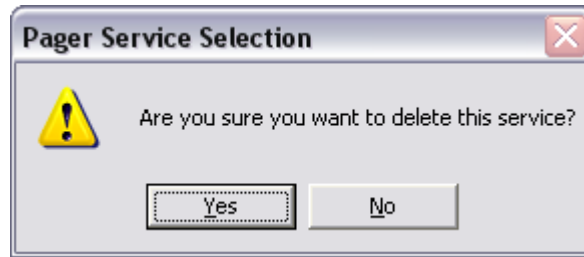 Pager Service Selection
Are you sure you want to delete this service?
Yes
No